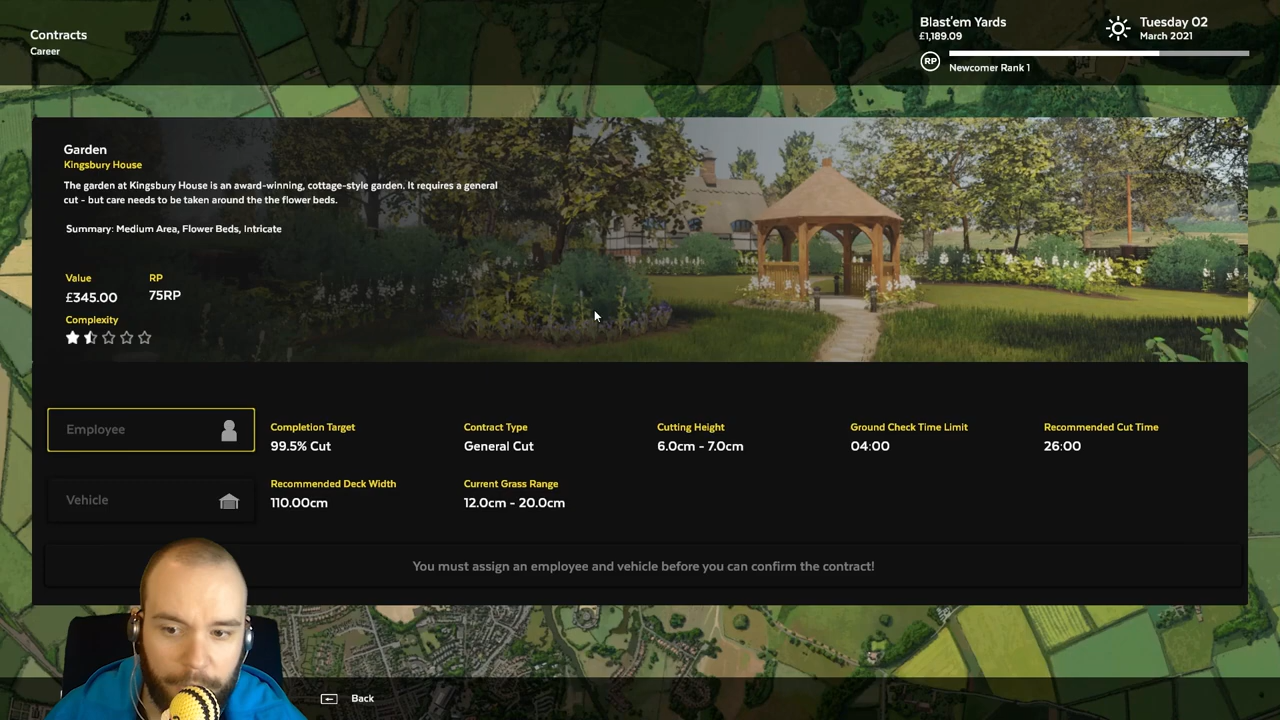 Contracts
Career
Blast'em Yards
£1,189.09
Tuesday 02
March 2021
RP
Newcomer Rank 1
Garden
Kingsbury House
The garden at Kingsbury House is an award-winning, cottage-style garden. It requires a general
cut - but care needs to be taken around the the flower beds.
Summary: Medium Area, Flower Beds, Intricate
Value
RP
£345.00
75RP
Complexity
Employee
Completion Target
Contract Type
Cutting Height
Ground Check Time Limit
Recommended Cut Time
99.5% Cut
General Cut
6.0cm - 7.0cm
04:00
26:00
Vehicle
Recommended Deck Width
Current Grass Range
110.00cm
12.0cm - 20.0cm
You must assign an employee and vehicle before you can confirm the contract!
Back